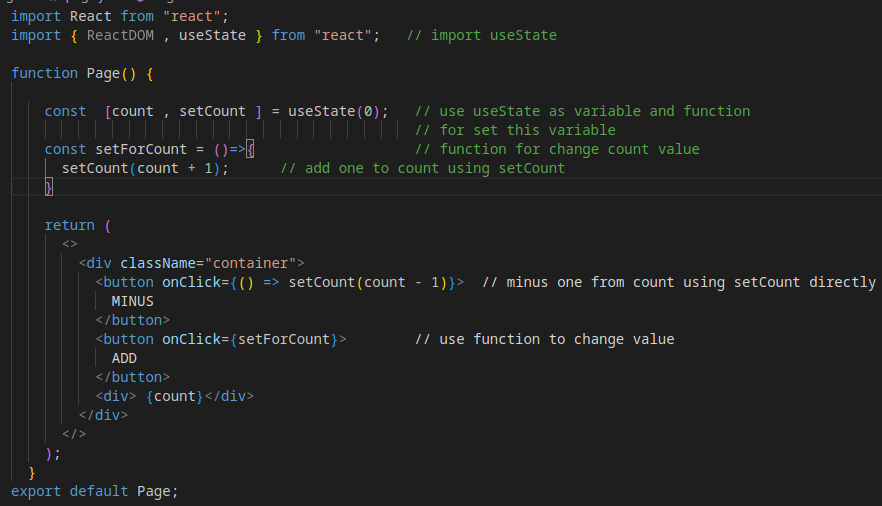 import React from "react";
import { ReactDOM , useState } from "react";   // import useState
function Page() {
const  [count , setCount ] = useState(0);   // use useState as variable and function
// for set this variable
const setForCount = ()=>{                   // function for change count value
setCount(count + 1);      // add one to count using setCount
}
return (
<>
<div className="container">
<button onClick={() => setCount(count - 1)}>  // minus one from count using setCount directly
MINUS
</button>
<button onClick={setForCount}>        // use function to change value
ADD
</button>
<div> {count}</div>
</div>
</>
);
}
export default Page;